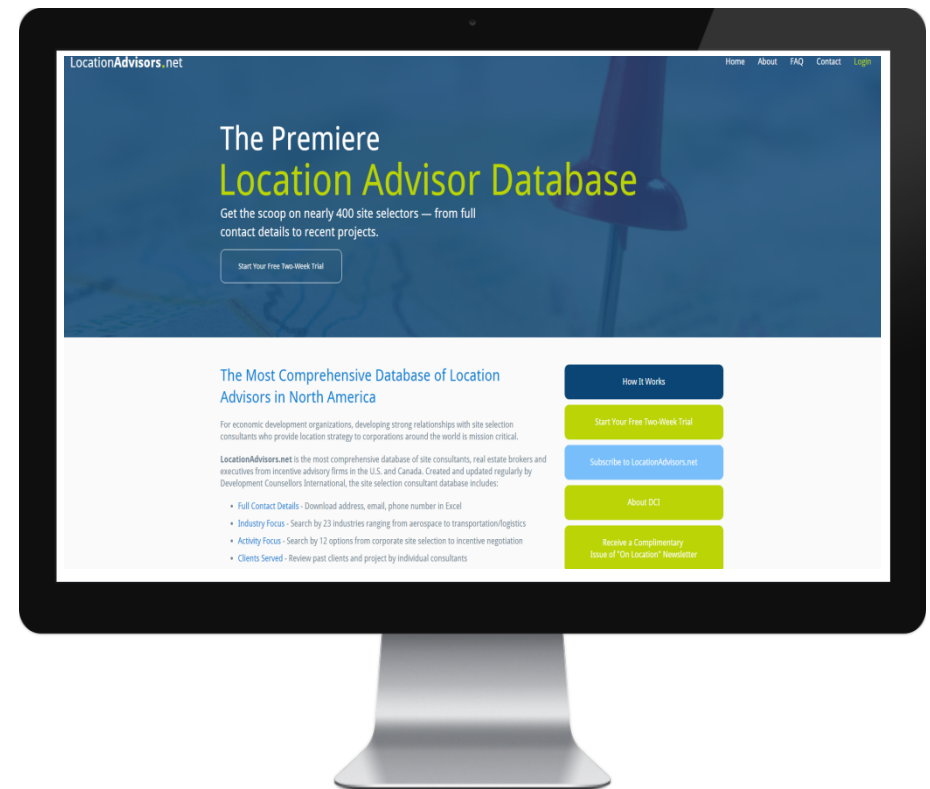 LocationAdvisors.net
Home About FAQ Contact Login
The Premiere
Location Advisor Database
Get the scoop on nearly 400 site selectors — from full
contact details to recent projects.
Start Your Free Two-Week Trial
The Most Comprehensive Database of Location
Advisors in North America
For economic development organizations, developing strong relationships with site selection
consultants who provide location strategy to corporations around the world is mission critical.
LocationAdvisors.net is the most comprehensive database of site consultants, real estate brokers and
executives from incentive advisory firms in the U.S. and Canada. Created and updated regularly by
Development Counsellors International, the site selection consultant database includes:
• Full Contact Details - Download address, email, phone number in Excel
• Industry Focus - Search by 23 industries ranging from aerospace to transportation/logistics
• Activity Focus - Search by 12 options from corporate site selection to incentive negotiation
• Clients Served - Review past clients and project by individual consultants
How It Works
Start Your Free Two-Week Trial
Subscribe to LocationAdvisors.net
About DCI
Receive a Complimentary
Issue of "On Location" Newsletter